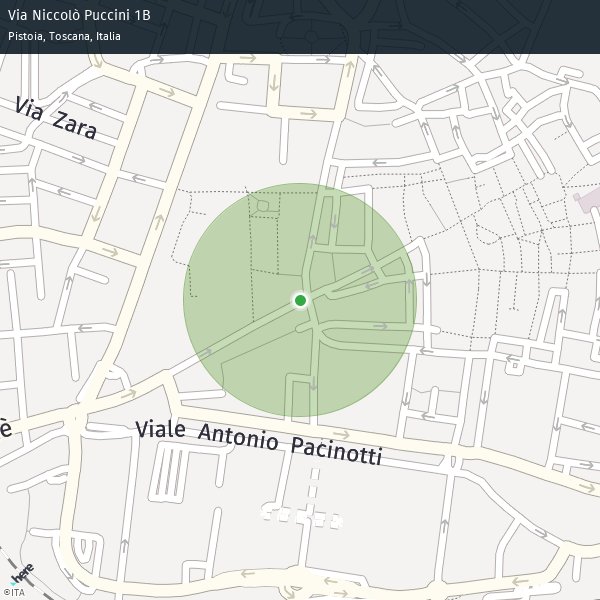 Via Niccolò Puccini 1B
Pistoia, Toscana, Italia
Via Zara
è
Viale Antonio Pacinotti
here
©ITA